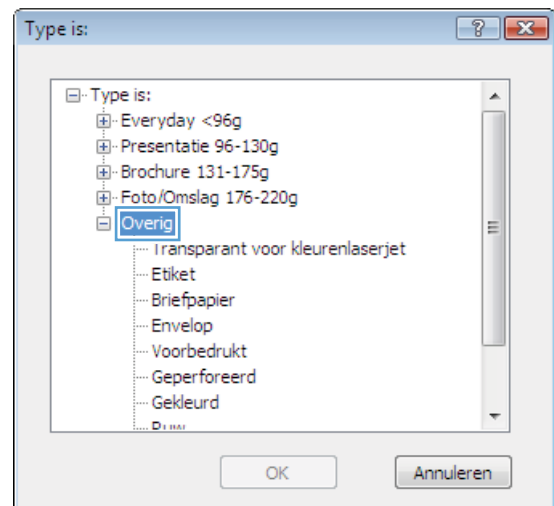 Type is:
Type is:
Everyday <96g
Presentatie 96-130g
Brochure 131-175g
Foto/Omslag 176-220g
Overig
Transparant voor kleurenlaserjet
Etiket
Briefpapier
Envelop
Voorbedrukt
Geperforeerd
Gekleurd
Ruw
OK
Annuleren